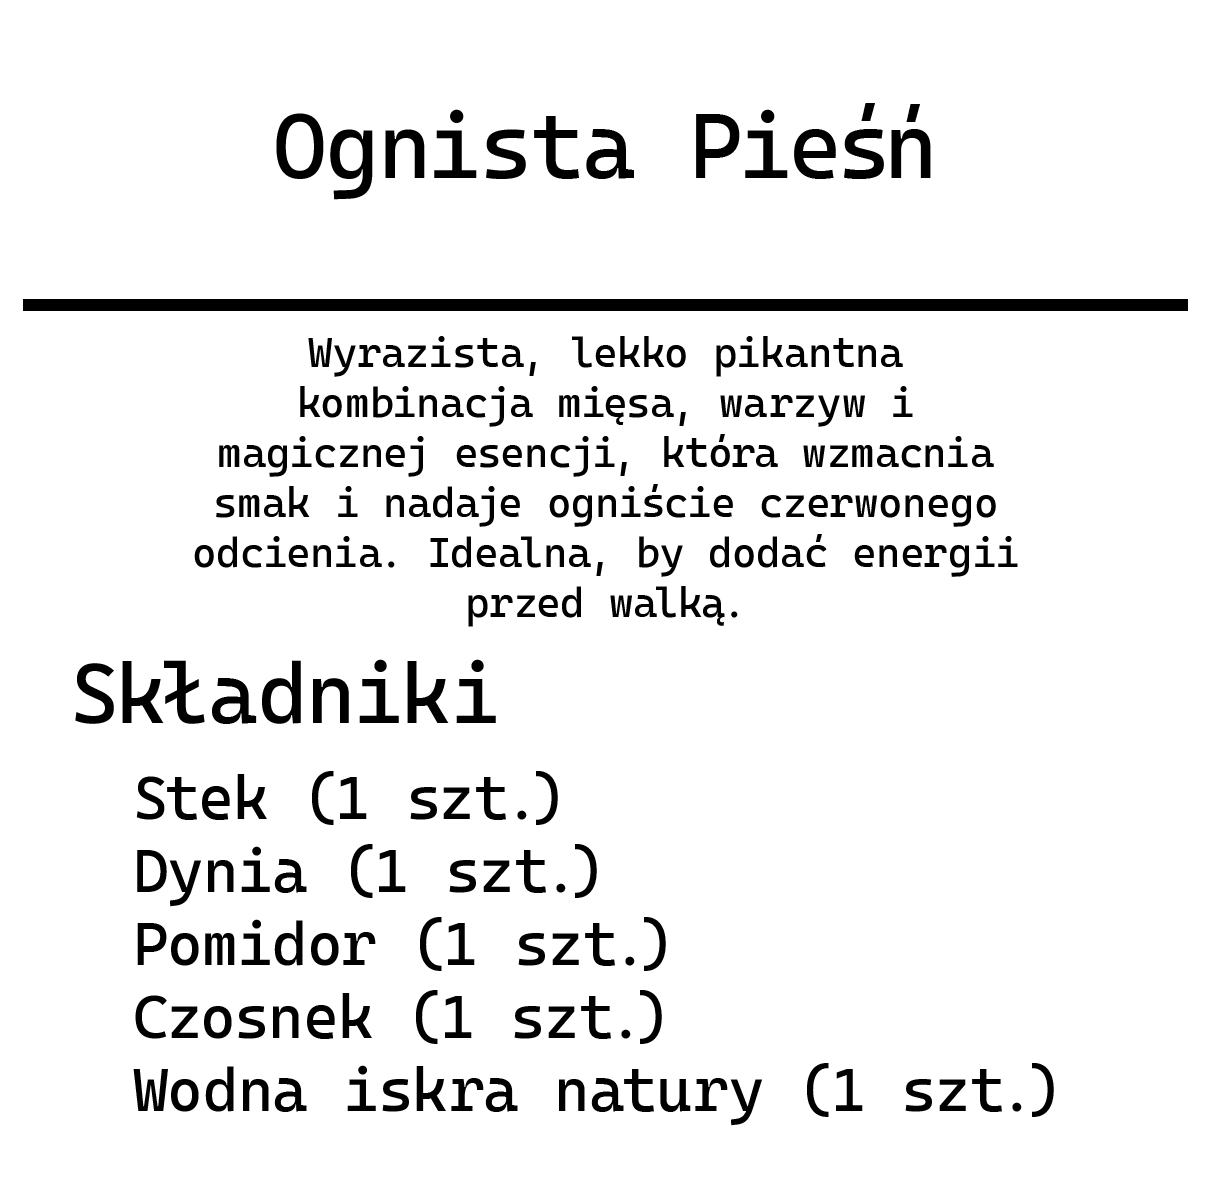 Ognista Pieśń
Wyrazista, lekko pikantna
kombinacja mięsa, warzyw i
magicznej esencji, która wzmacnia
smak i nadaje ogniście czerwonego
odcienia. Idealna, by dodać energii
przed walką.
Składniki
Stek (1 szt.)
Dynia (1 szt.)
Pomidor (1 szt.)
Czosnek (1 szt.)
Wodna iskra natury (1 szt.)